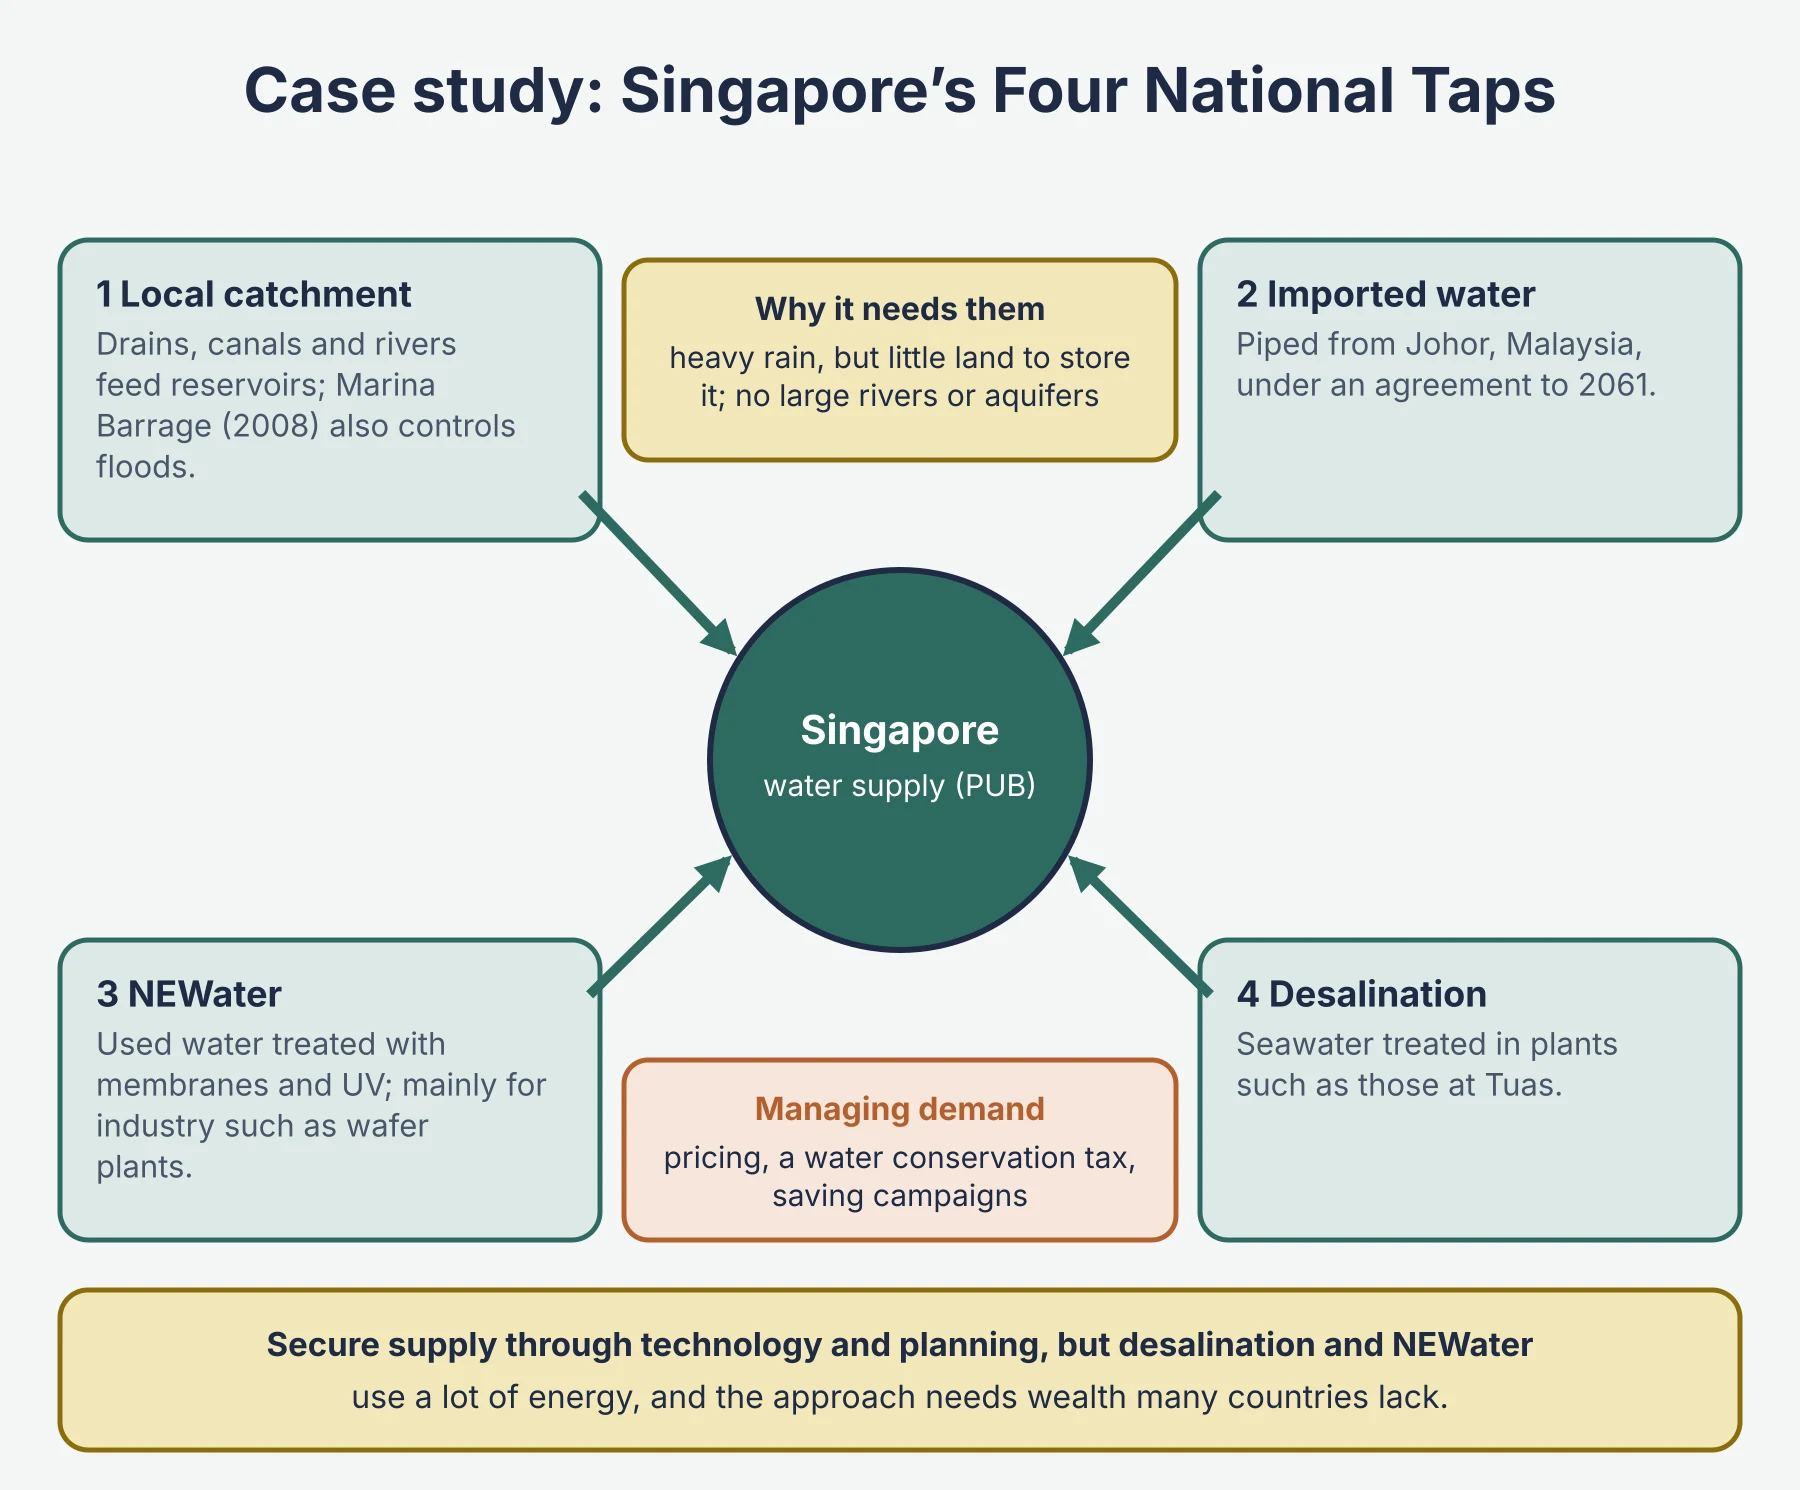 Case study: Singapore’s Four National Taps
1 Local catchment
Drains, canals and rivers
feed reservoirs; Marina
Barrage (2008) also controls
floods.
Why it needs them
heavy rain, but little land to store
it; no large rivers or aquifers
2 Imported water
Piped from Johor, Malaysia,
under an agreement to 2061.
Singapore
water supply (PUB)
3 NEWater
Used water treated with
membranes and UV; mainly for
industry such as wafer
plants.
Managing demand
pricing, a water conservation tax,
saving campaigns
4 Desalination
Seawater treated in plants
such as those at Tuas.
Secure supply through technology and planning, but desalination and NEWater
use a lot of energy, and the approach needs wealth many countries lack.